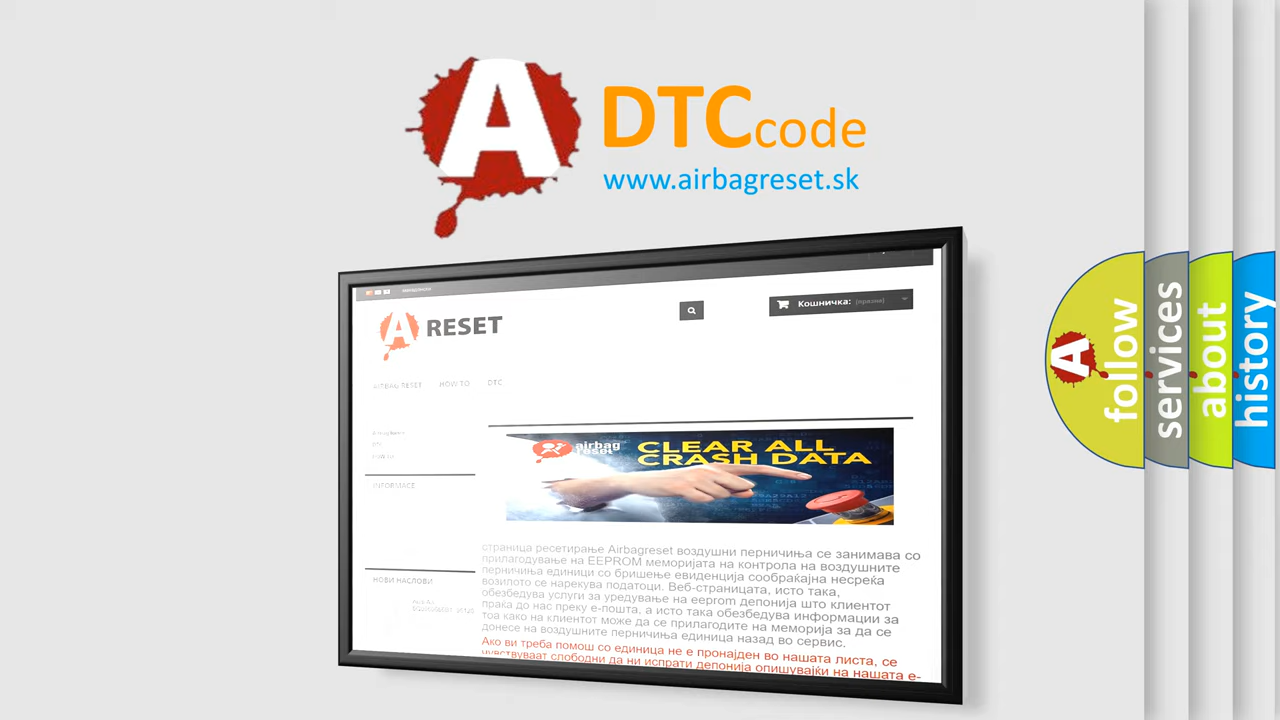 A
DTC code
www.airbagreset.sk
Кошничка: (празни)
A RESET
AIRBAG RESET HOW TO DTC
airbag
reset
CLEAR ALL
CRASH DATA
INFORMACE
страница ресетирање Airbagreset воздушни перничиња се занимава со
прилагодување на EEPROM меморијата на контрола на воздушните
перничиња единици со бришење евиденција сообраќајна несреќа
возилото се нарекува податоци. Веб-страницата, исто така,
обезбедува услуги за уредување на eeprom депонија што клиентот
праќа до нас преку е-пошта, а исто така обезбедува информации за
тоа како на клиентот може да се прилагодите на меморија за да се
донесе на воздушните перничиња единица назад во сервис.
Ако ви треба помош со единица не е пронајден во нашата листа, се
чувствуваат слободни да ни испрати депонија опишувајќи на нашата е-
НОВИ НАСЛОВИ
A
follow
services
about
history